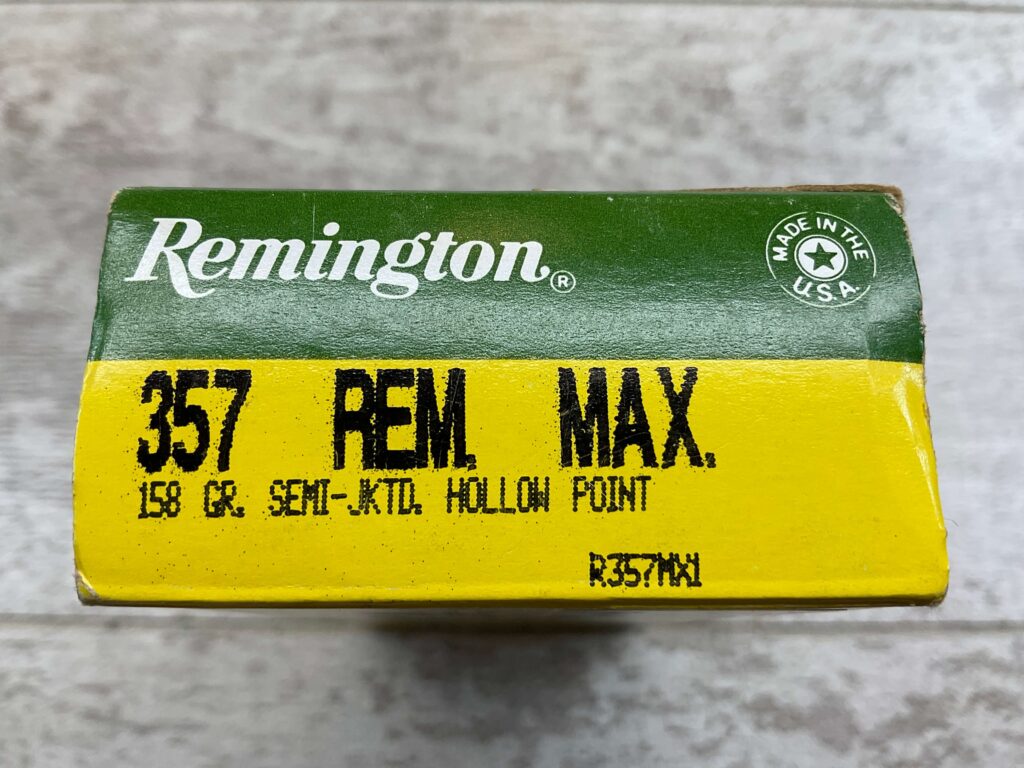 Remington®
MADE IN THE
U.S.A.
357 REM. MAX.
158 GR. SEMI-JKTD. HOLLOW POINT
R357MX1